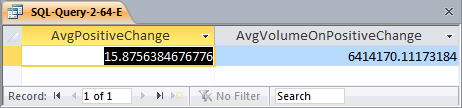 SQL-Query-2-64-E
AvgPositiveChange AvgVolumeOnPositiveChange
15.8756384676776 6414170.11173184
Record: 1 of 1 No Filter Search